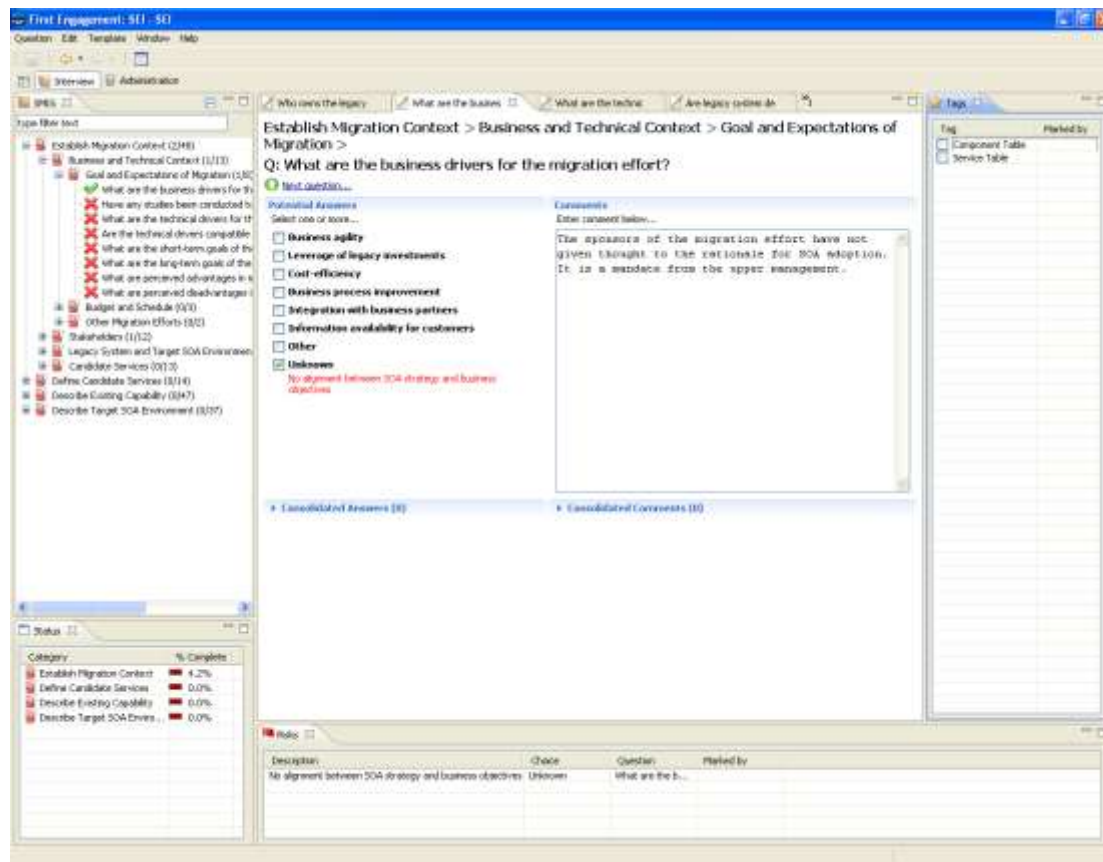 First Engagement: SEI - SEI
Question Edit Template Window Help
Interview Administration
type filter text
Establish Migration Context (2/48)
Business and Technical Context (1/13)
Goal and Expectations of Migration (1/8)
What are the business drivers for th
Have any studies been conducted to
What are the technical drivers for th
Are the technical drivers compatible
What are the short-term goals of the
What are the long-term goals of the
What are perceived advantages in
What are perceived disadvantages
Budget and Schedule (0/3)
Other Migration Efforts (0/2)
Stakeholders (1/12)
Legacy System and Target SOA Environmen
Candidate Services (0/13)
Define Candidate Services (0/14)
Describe Existing Capability (0/47)
Describe Target SOA Environment (0/37)
Status
Category % Complete
Establish Migration Context 4.2%
Define Candidate Services 0.0%
Describe Existing Capability 0.0%
Describe Target SOA Enviro... 0.0%
Who owns the legacy What are the busines What are the technic Are legacy system de
Establish Migration Context > Business and Technical Context > Goal and Expectations of
Migration >
Q: What are the business drivers for the migration effort?
Next question...
Potential Answers
Select one or more...
Business agility
Leverage of legacy investments
Cost-efficiency
Business process improvement
Integration with business partners
Information availability for customers
Other
Unknown
No alignment between SOA strategy and business
objectives
Comments
Enter comment below...
The sponsors of the migration effort have not
given thought to the rationale for SOA adoption.
It is a mandate from the upper management.
Consolidated Answers (0)
Consolidated Comments (0)
Tags
Tag Marked by
Component Table
Service Table
Risks
Description Choice Question Marked by
No alignment between SOA strategy and business objectives Unknown What are the b...